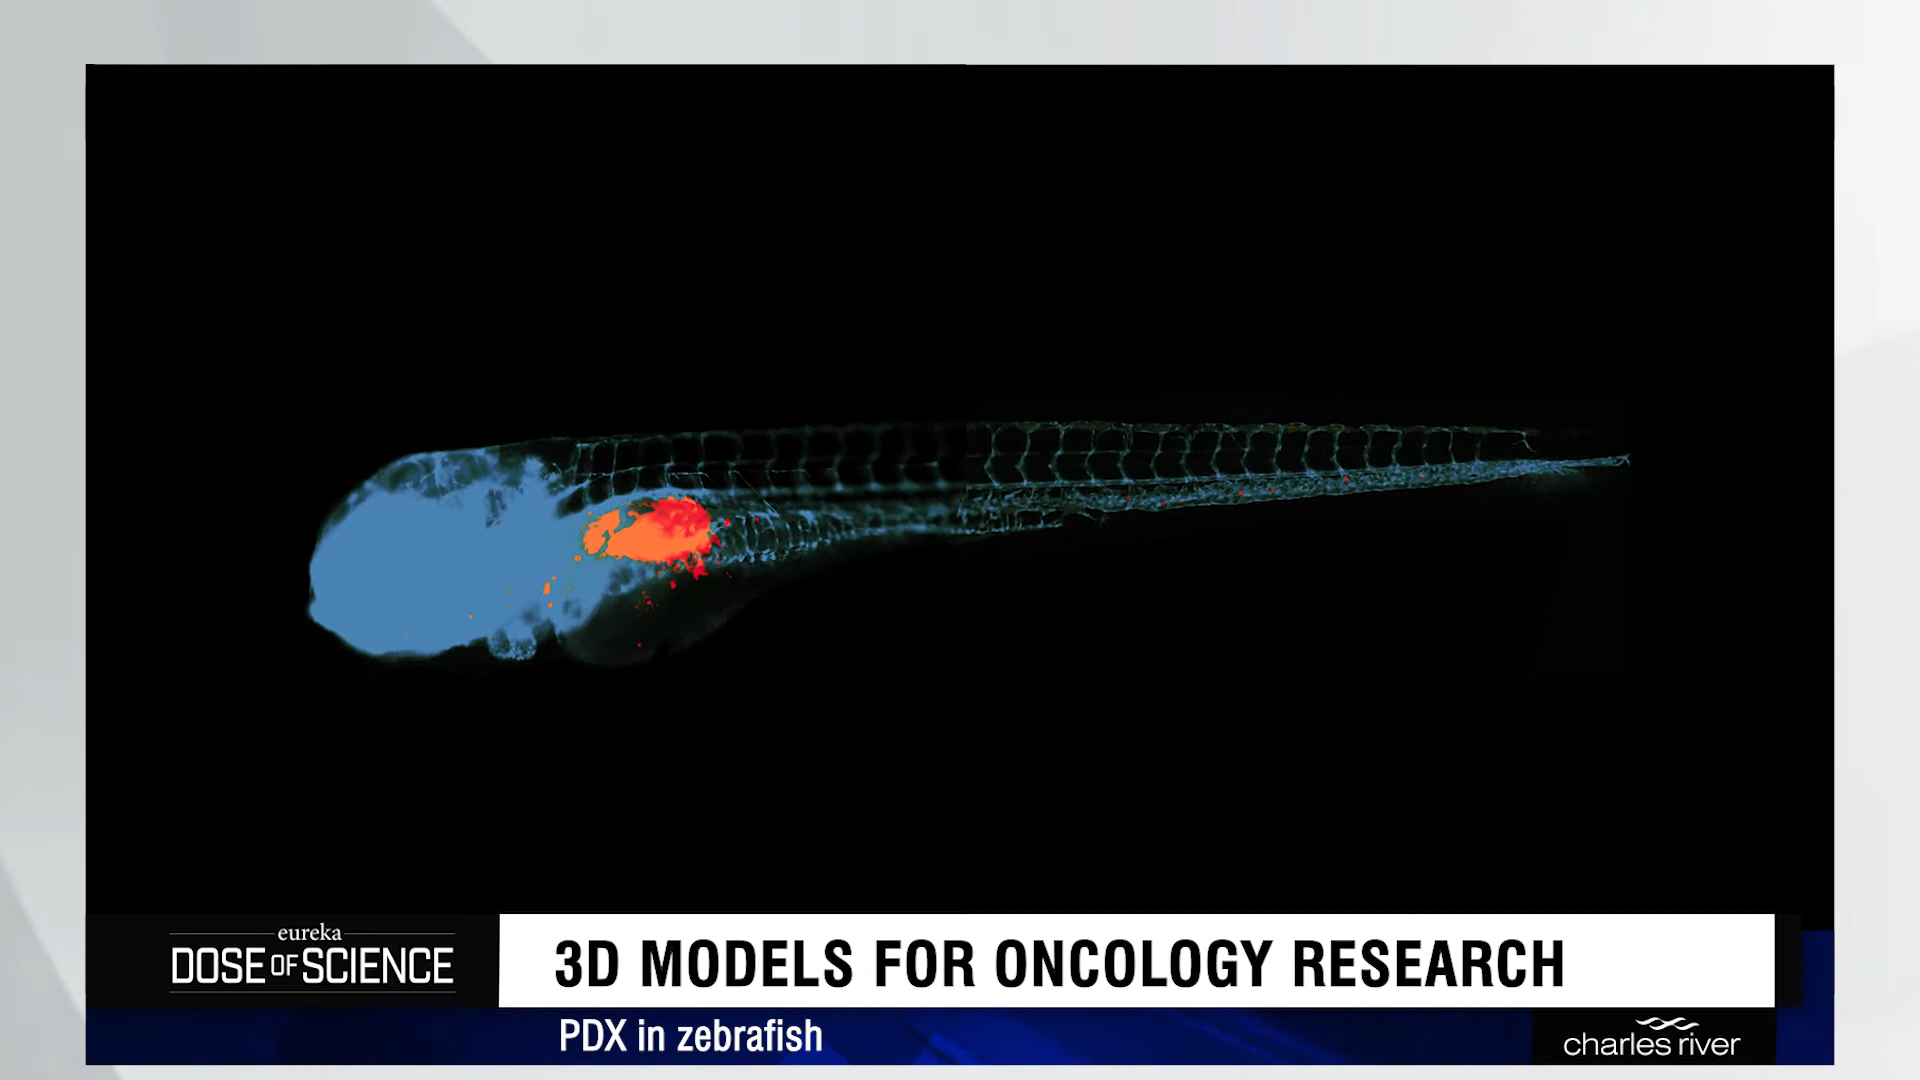 eureka
DOSE OF SCIENCE
3D MODELS FOR ONCOLOGY RESEARCH
PDX in zebrafish
charles river